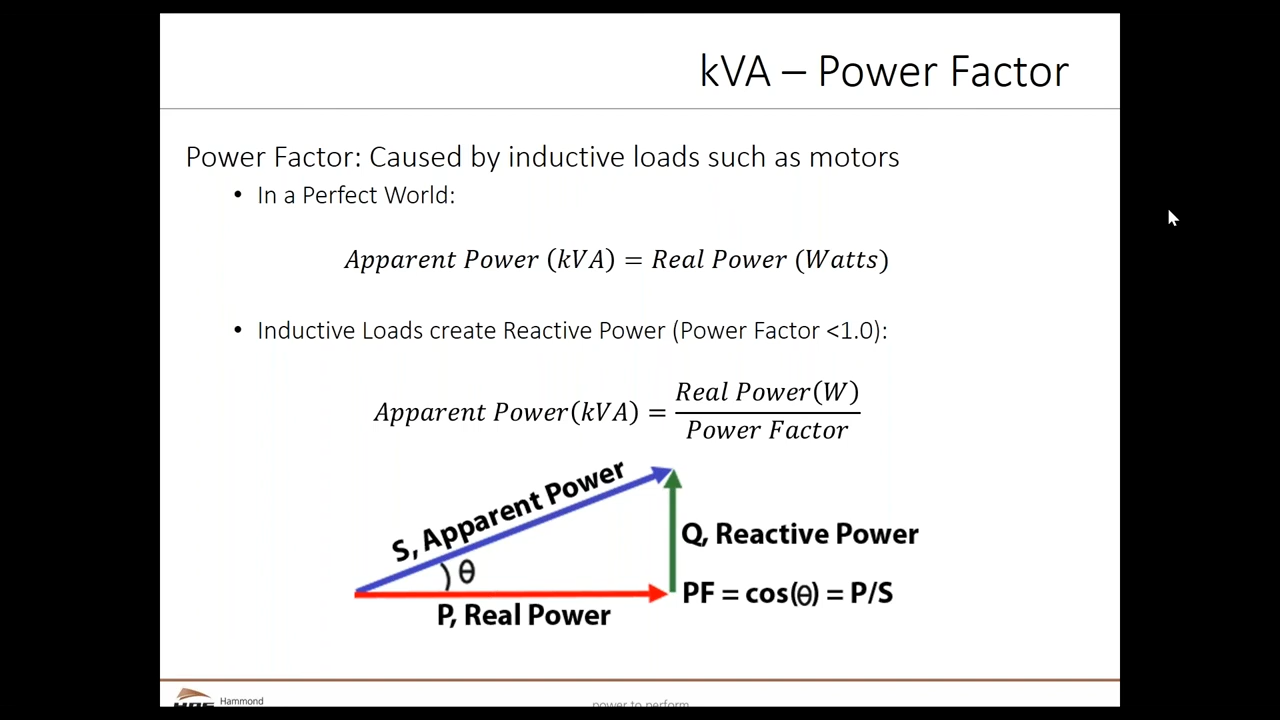 kVA – Power Factor
Power Factor: Caused by inductive loads such as motors
• In a Perfect World:
Apparent Power (kVA) = Real Power (Watts)
• Inductive Loads create Reactive Power (Power Factor <1.0):
Apparent Power(kVA) = Real Power(W) / Power Factor
S, Apparent Power
θ
Q, Reactive Power
P, Real Power
PF = cos(θ) = P/S
Hammond
power to perform